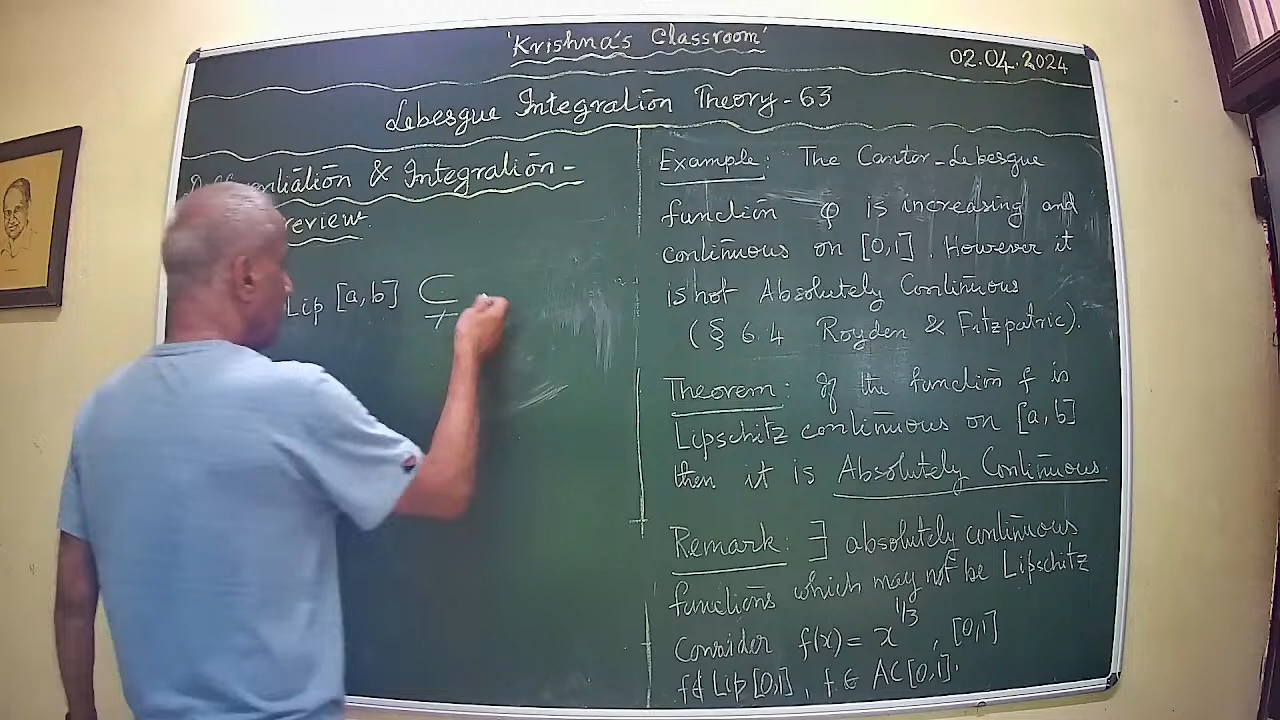 'Krishna's Classroom'
02.04.2024
Lebesgue Integration Theory-63
& Integration-
Lip [a,b] ⊊
Example: The Cantor-Lebesgue
function φ is increasing and
continuous on [0,1]. However it
is not Absolutely Continuous
(§ 6.4 Royden & Fitzpatric).
Theorem: If the function f is
Lipschitz continuous on [a,b]
then it is Absolutely Continuous.
Remark: ∃ absolutely continuous
functions which may not be Lipschitz
Consider f(x) = x^{1/3}, [0,1]
f∉Lip[0,1], f∈AC[0,1].